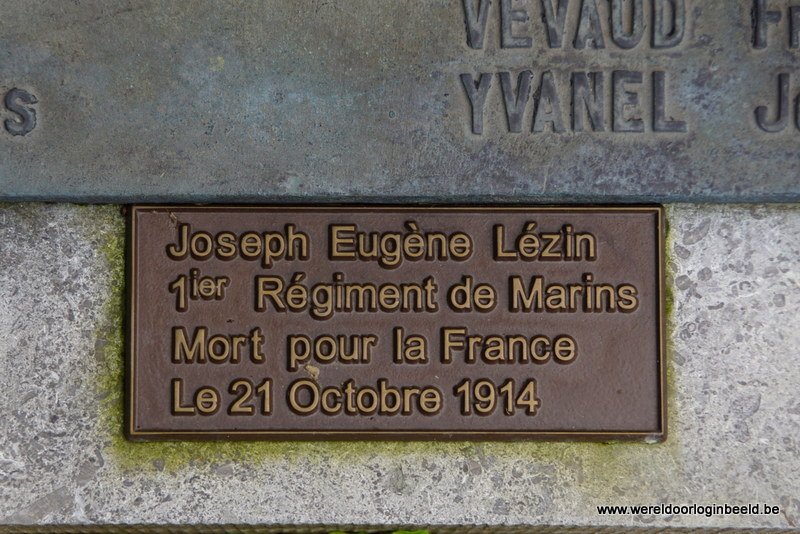 VEVAUD
YVANEL
Joseph Eugène Lézin
1ier Régiment de Marins
Mort pour la France
Le 21 Octobre 1914
www.wereldoorloginbeeld.be